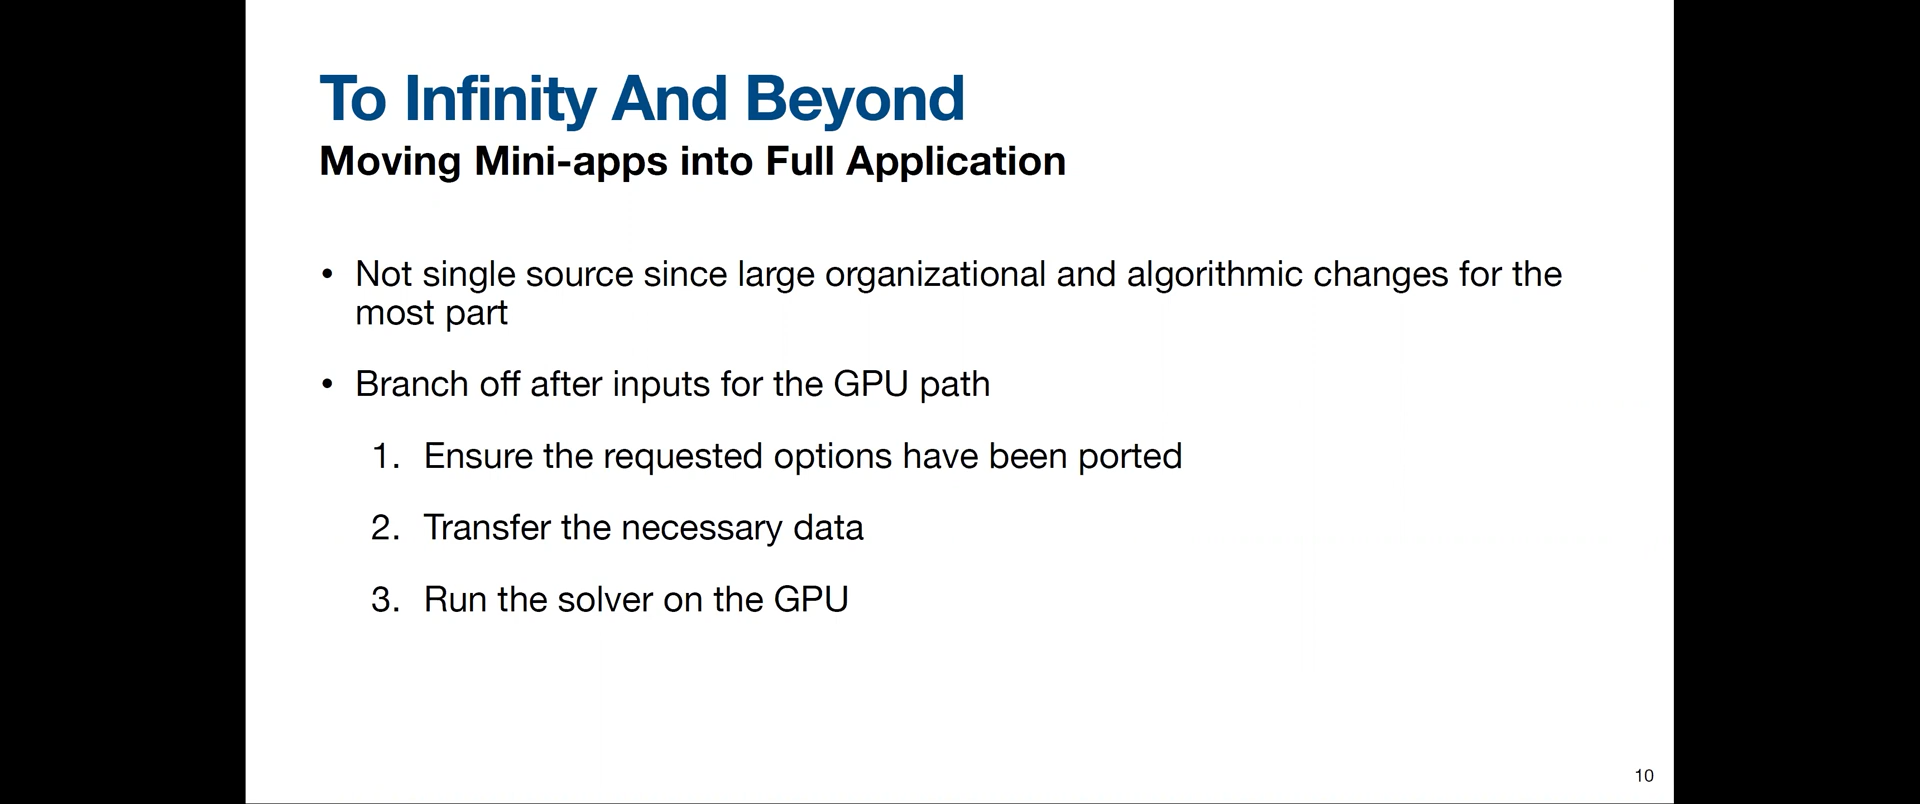 To Infinity And Beyond
Moving Mini-apps into Full Application
• Not single source since large organizational and algorithmic changes for the
most part
• Branch off after inputs for the GPU path
1. Ensure the requested options have been ported
2. Transfer the necessary data
3. Run the solver on the GPU
10